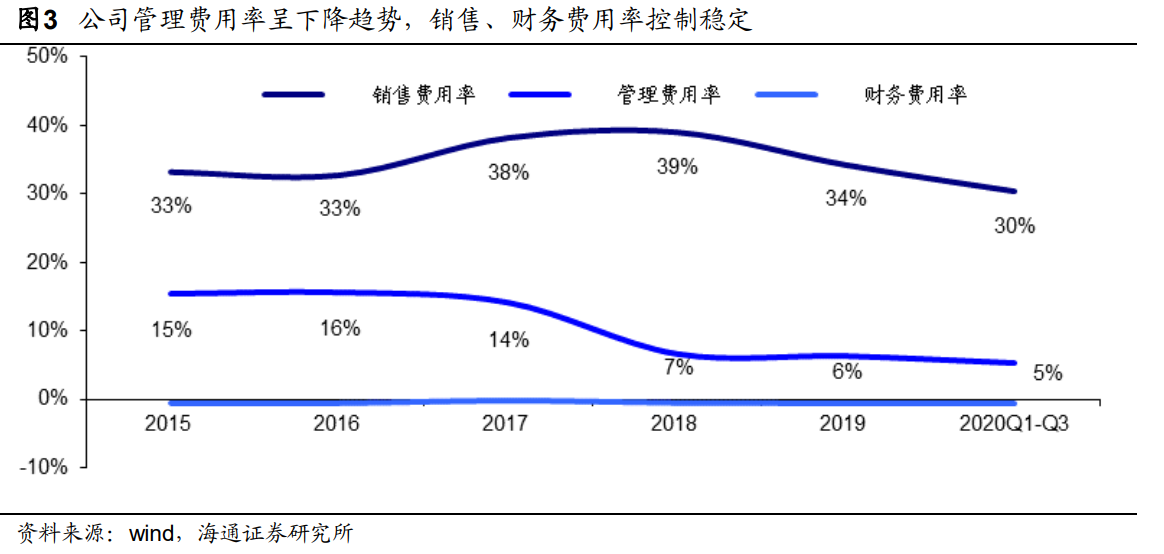 图3 公司管理费用率呈下降趋势，销售、财务费用率控制稳定
50%
销售费用率 管理费用率 财务费用率
40%
38% 39%
33% 33% 34%
30%
30%
20%
15% 16% 14%
10%
7% 6% 5%
0%
2015 2016 2017 2018 2019 2020Q1-Q3
-10%
资料来源：wind，海通证券研究所